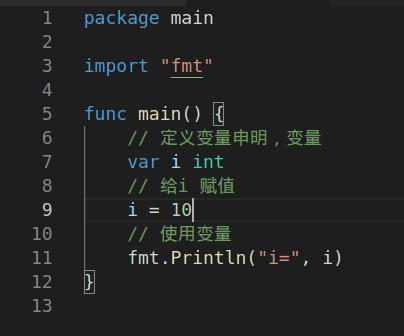 1 package main
2
3 import "fmt"
4
5 func main() {
6 // 定义变量申明，变量
7 var i int
8 // 给i 赋值
9 i = 10
10 // 使用变量
11 fmt.Println("i=", i)
12 }
13